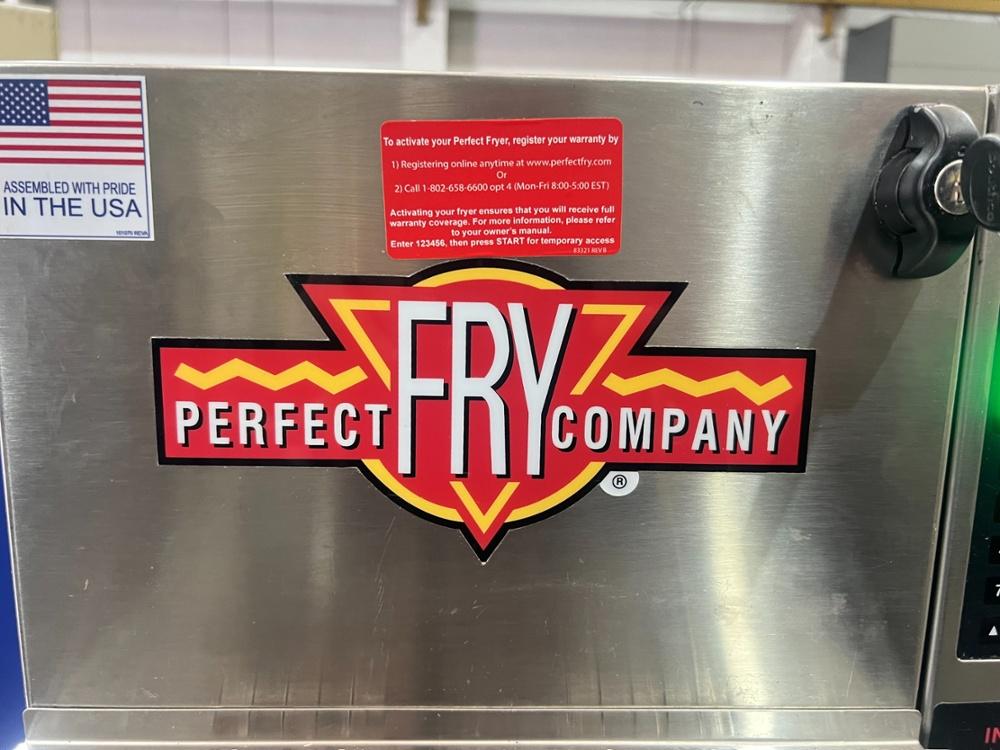 ASSEMBLED WITH PRIDE
IN THE USA
To activate your Perfect Fryer, register your warranty by
1) Registering online anytime at www.perfectfry.com
Or
2) Call 1-802-658-6600 opt 4 (Mon-Fri 8:00-5:00 EST)
Activating your fryer ensures that you will receive full
warranty coverage. For more information, please refer
to your owner's manual.
Enter 123456, then press START for temporary access
83321 REV B
PERFECT FRY COMPANY
®